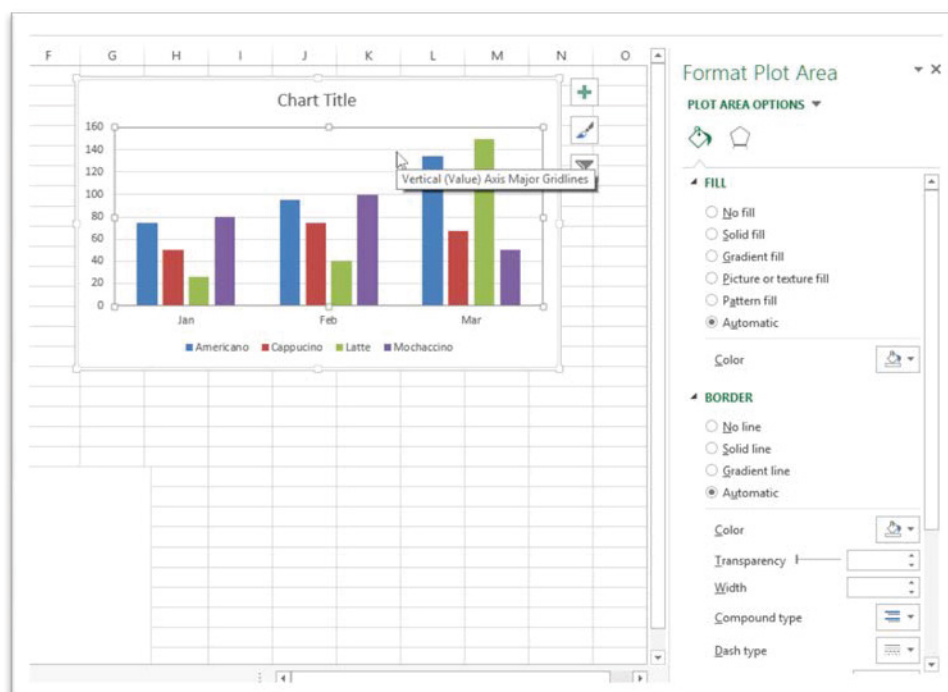 F G H I J K L M N O
Chart Title
160
140
120
100
80
60
40
20
0
Vertical (Value) Axis Major Gridlines
Jan Feb Mar
Americano Cappucino Latte Mochaccino
Format Plot Area
PLOT AREA OPTIONS
FILL
No fill
Solid fill
Gradient fill
Picture or texture fill
Pattern fill
Automatic
Color
BORDER
No line
Solid line
Gradient line
Automatic
Color
Transparency
Width
Compound type
Dash type